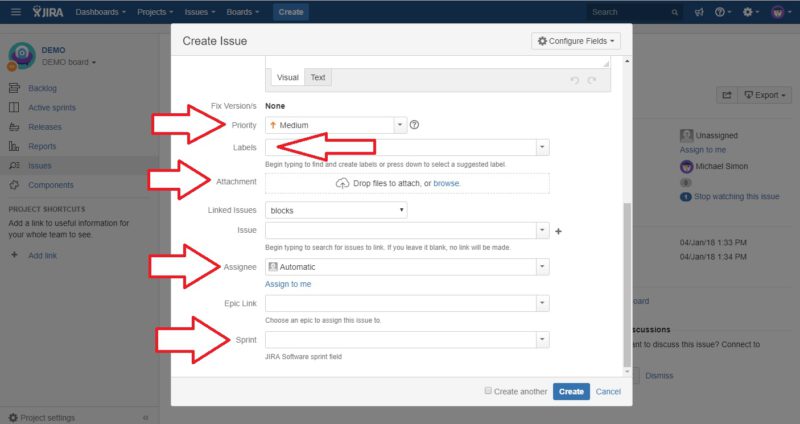 JIRA Dashboards Projects Issues Boards Create Search
DEMO
DEMO board
Backlog
Active sprints
Releases
Reports
Issues
Components
PROJECT SHORTCUTS
Add a link to useful information for
your whole team to see.
+ Add link
Project settings «
Create Issue
Configure Fields
Visual Text
Fix Version/s None
Priority Medium
Labels
Begin typing to find and create labels or press down to select a suggested label.
Attachment Drop files to attach, or browse.
Linked Issues blocks
Issue
Begin typing to search for issues to link. If you leave it blank, no link will be made.
Assignee Automatic
Assign to me
Epic Link
Choose an epic to assign this issue to.
Sprint
JIRA Software sprint field
Create another Create Cancel
Export
Unassigned
Assign to me
Michael Simon
0
1 Stop watching this issue
04/Jan/18 1:33 PM
04/Jan/18 1:34 PM
oard
scussions
nt to discuss this issue? Connect to
Dismiss